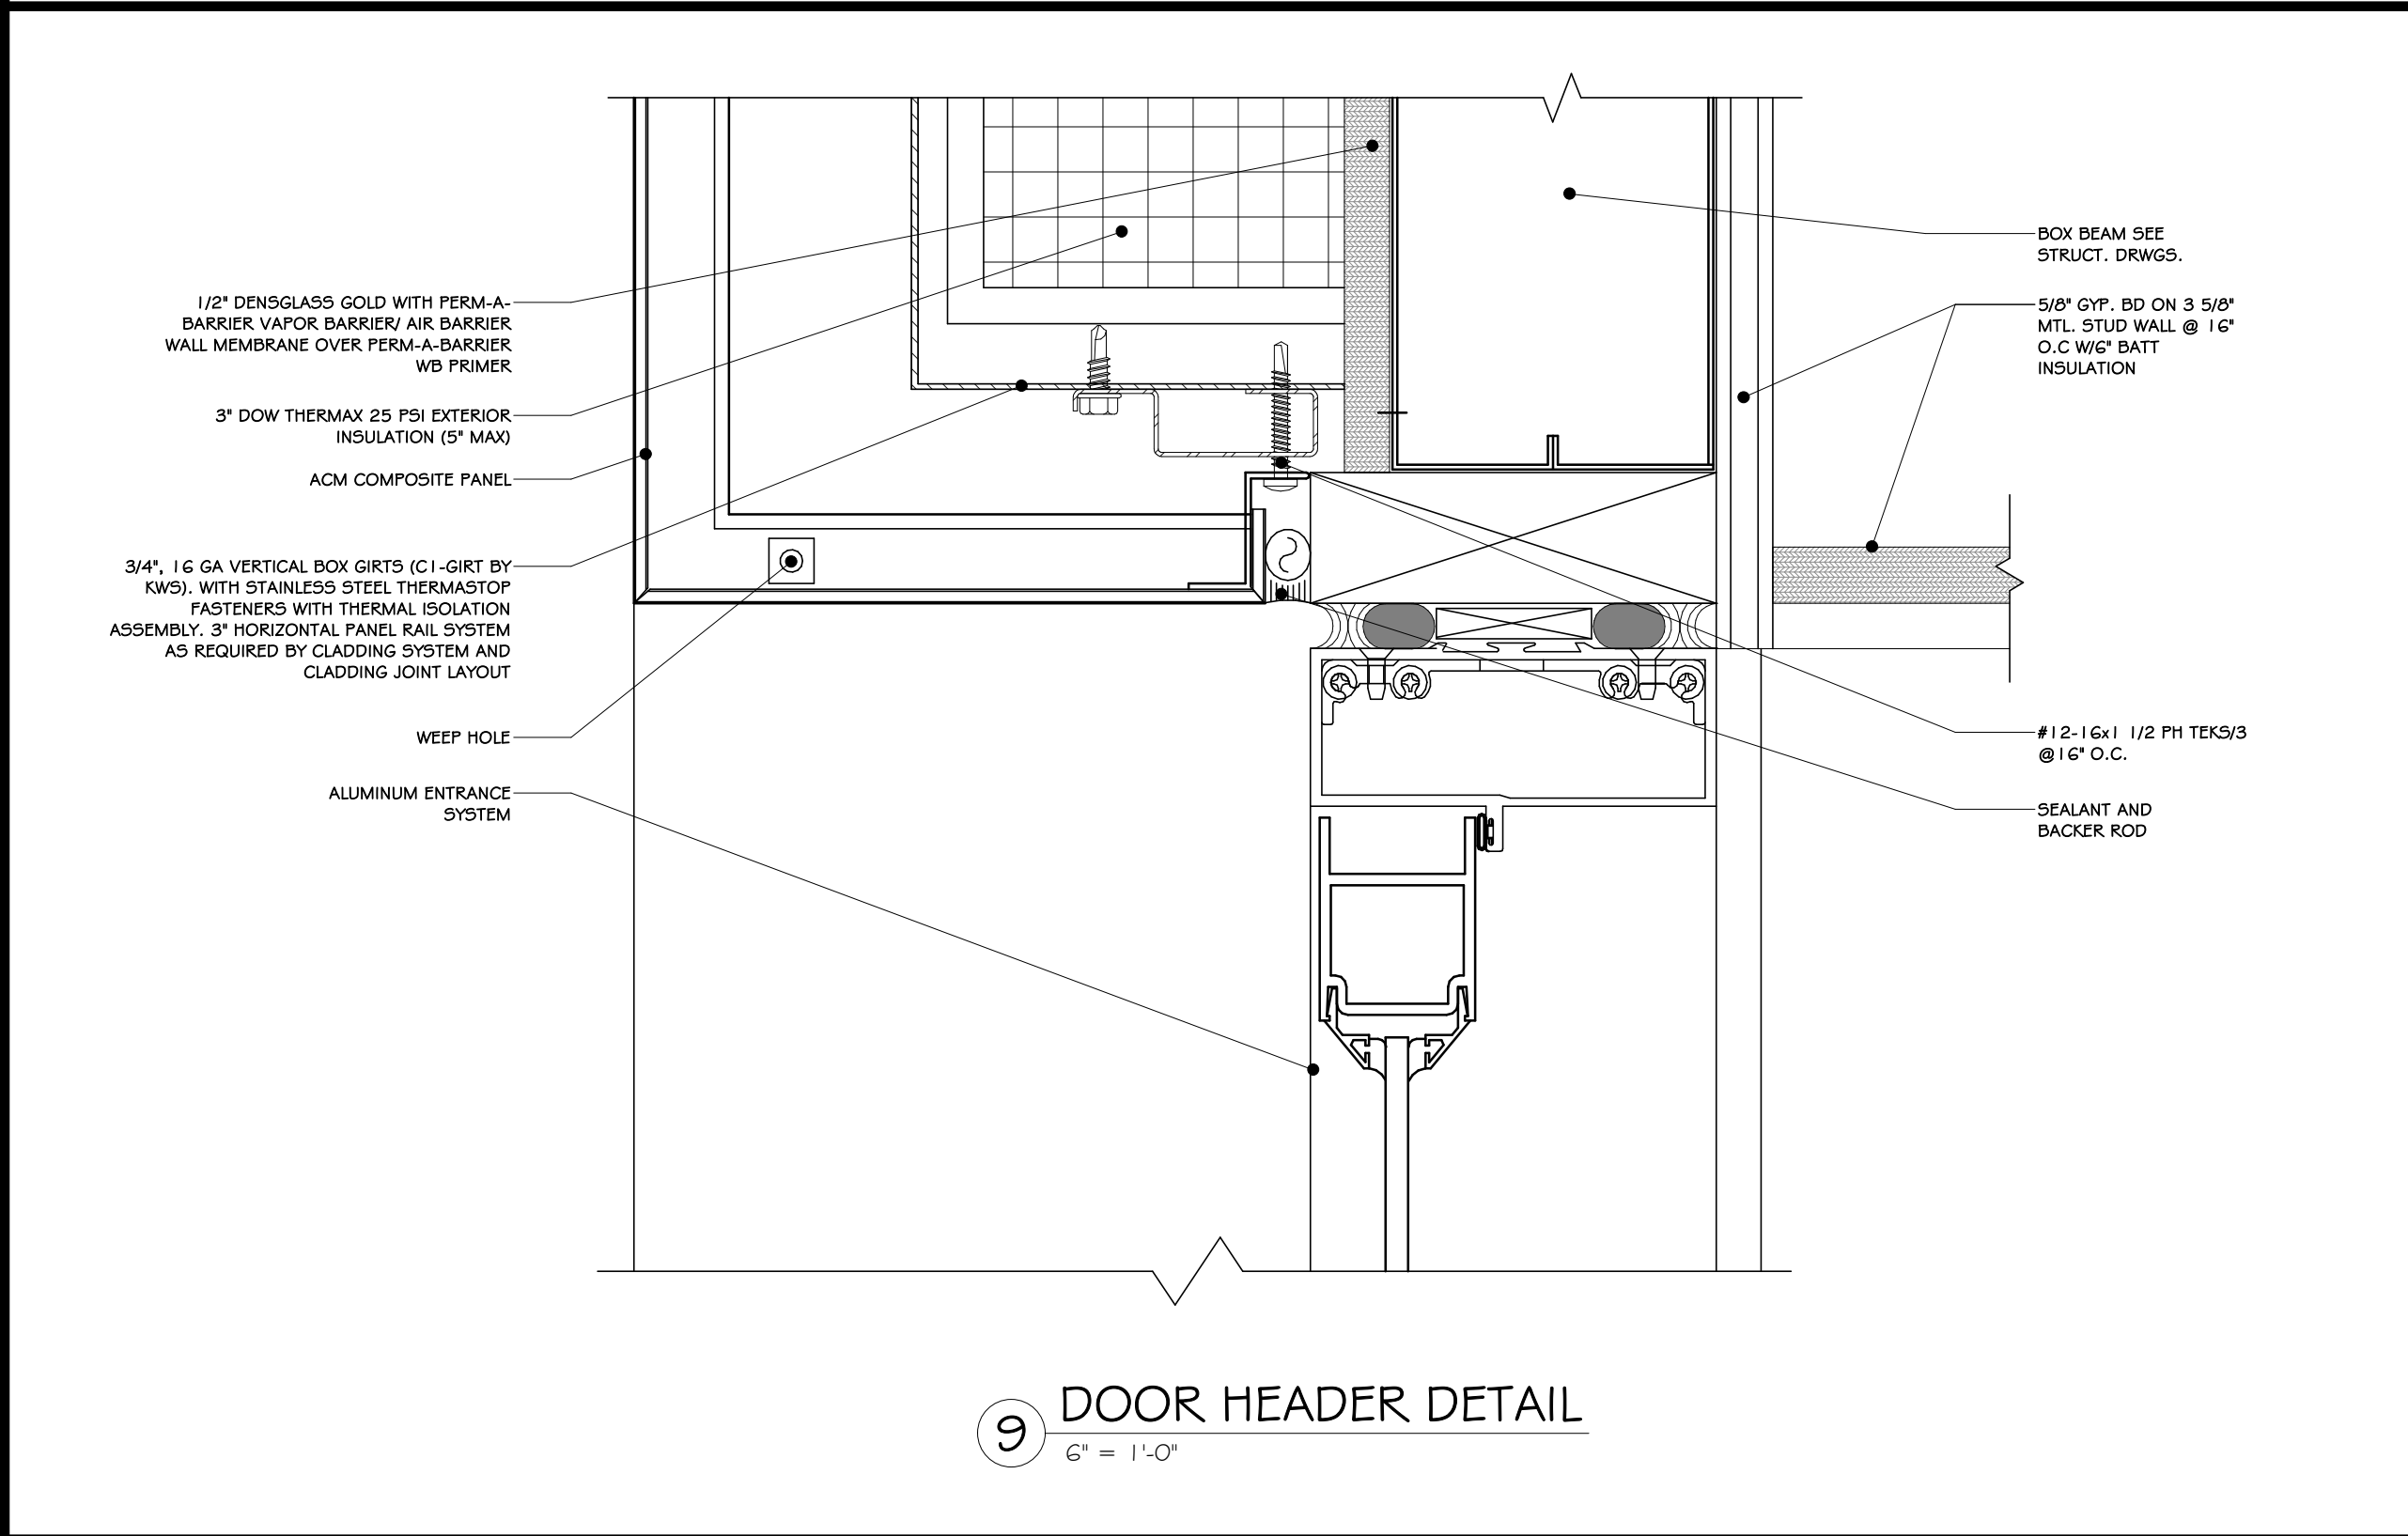 1/2" DENSGLASS GOLD WITH PERM-A-
BARRIER VAPOR BARRIER/ AIR BARRIER
WALL MEMBRANE OVER PERM-A-BARRIER
WB PRIMER
3" DOW THERMAX 25 PSI EXTERIOR
INSULATION (5" MAX)
ACM COMPOSITE PANEL
3/4", 16 GA VERTICAL BOX GIRTS (C1-GIRT BY
KWS). WITH STAINLESS STEEL THERMASTOP
FASTENERS WITH THERMAL ISOLATION
ASSEMBLY. 3" HORIZONTAL PANEL RAIL SYSTEM
AS REQUIRED BY CLADDING SYSTEM AND
CLADDING JOINT LAYOUT
WEEP HOLE
ALUMINUM ENTRANCE
SYSTEM
BOX BEAM SEE
STRUCT. DRWGS.
5/8" GYP. BD ON 3 5/8"
MTL. STUD WALL @ 16"
O.C W/6" BATT
INSULATION
#12-16x1 1/2 PH TEKS/3
@16" O.C.
SEALANT AND
BACKER ROD
9
DOOR HEADER DETAIL
6" = 1'-0"